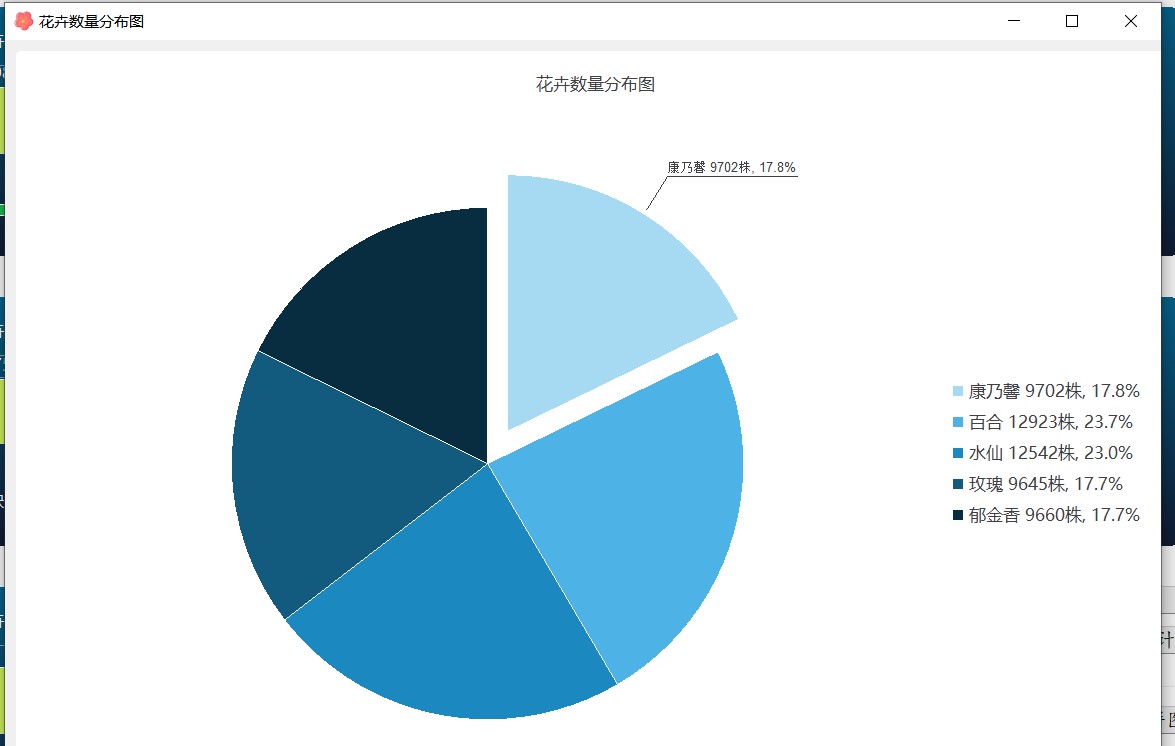 花卉数量分布图
花卉数量分布图
康乃馨 9702株, 17.8%
康乃馨 9702株, 17.8%
百合 12923株, 23.7%
水仙 12542株, 23.0%
玫瑰 9645株, 17.7%
郁金香 9660株, 17.7%
计